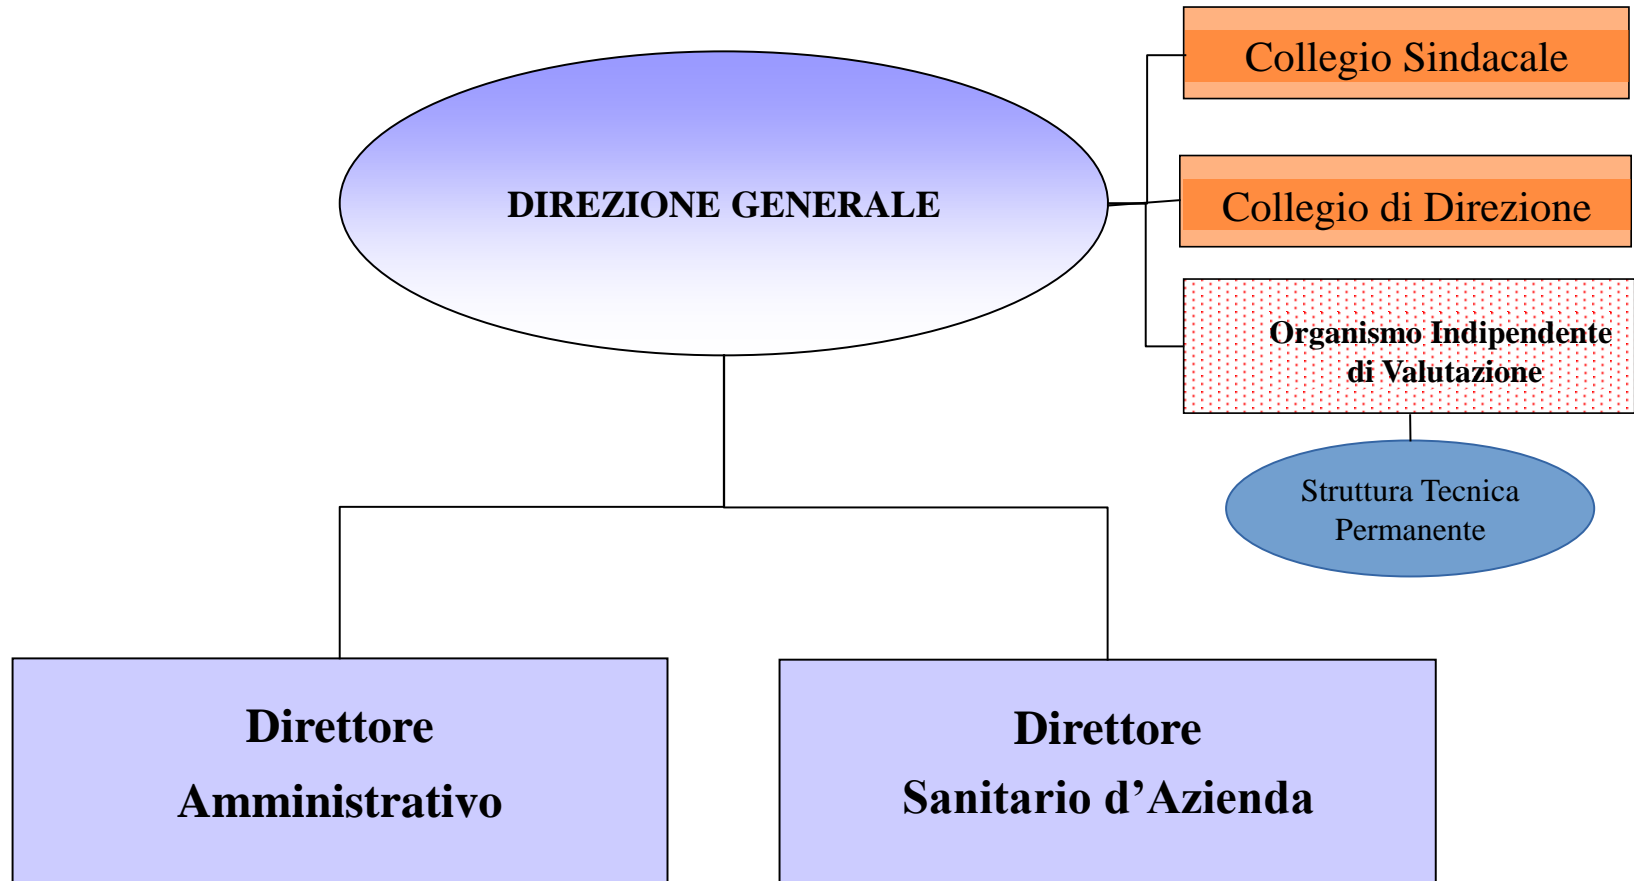 Collegio Sindacale
DIREZIONE GENERALE
Collegio di Direzione
Organismo Indipendente
di Valutazione
Struttura Tecnica
Permanente
Direttore
Amministrativo
Direttore
Sanitario d’Azienda